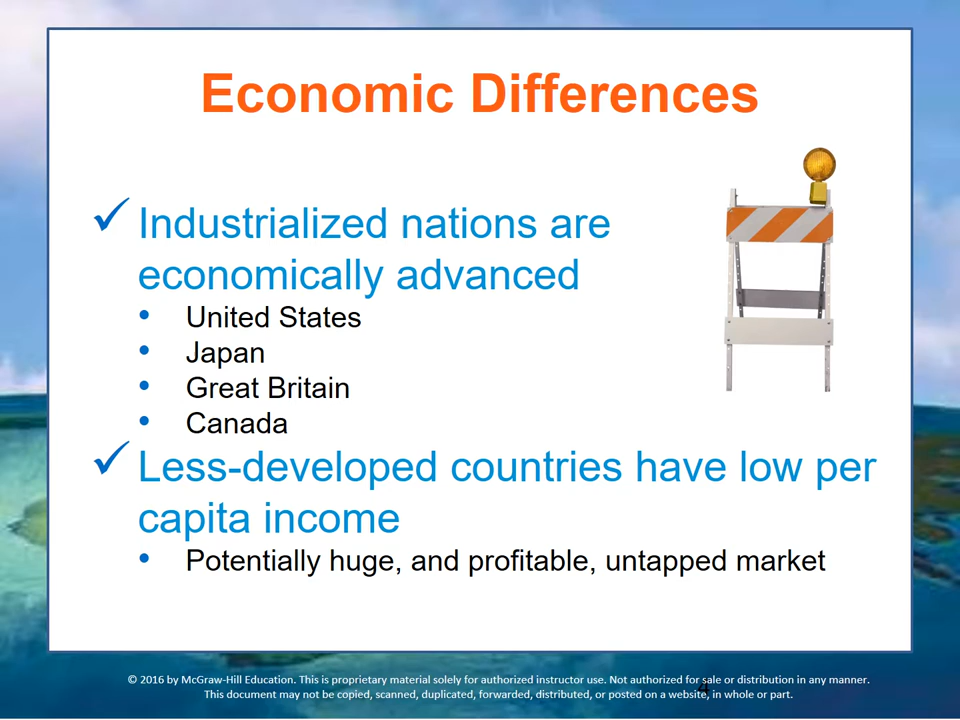 Economic Differences
✓ Industrialized nations are
economically advanced
• United States
• Japan
• Great Britain
• Canada
✓ Less-developed countries have low per
capita income
• Potentially huge, and profitable, untapped market
© 2016 by McGraw-Hill Education. This is proprietary material solely for authorized instructor use. Not authorized for sale or distribution in any manner.
This document may not be copied, scanned, duplicated, forwarded, distributed, or posted on a website, in whole or part.
4